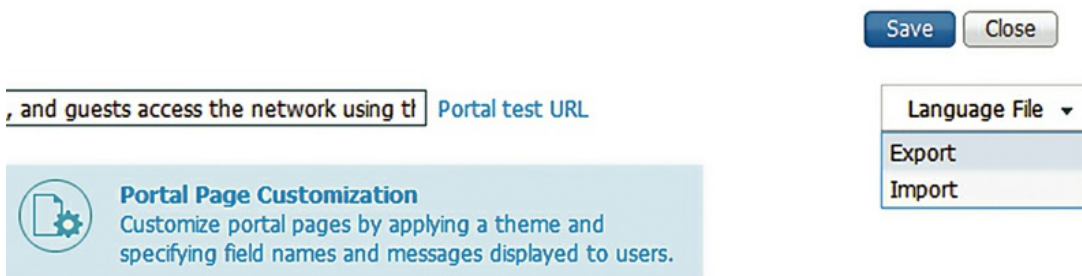 Save Close
, and guests access the network using th Portal test URL
Language File
Export
Import
Portal Page Customization
Customize portal pages by applying a theme and
specifying field names and messages displayed to users.